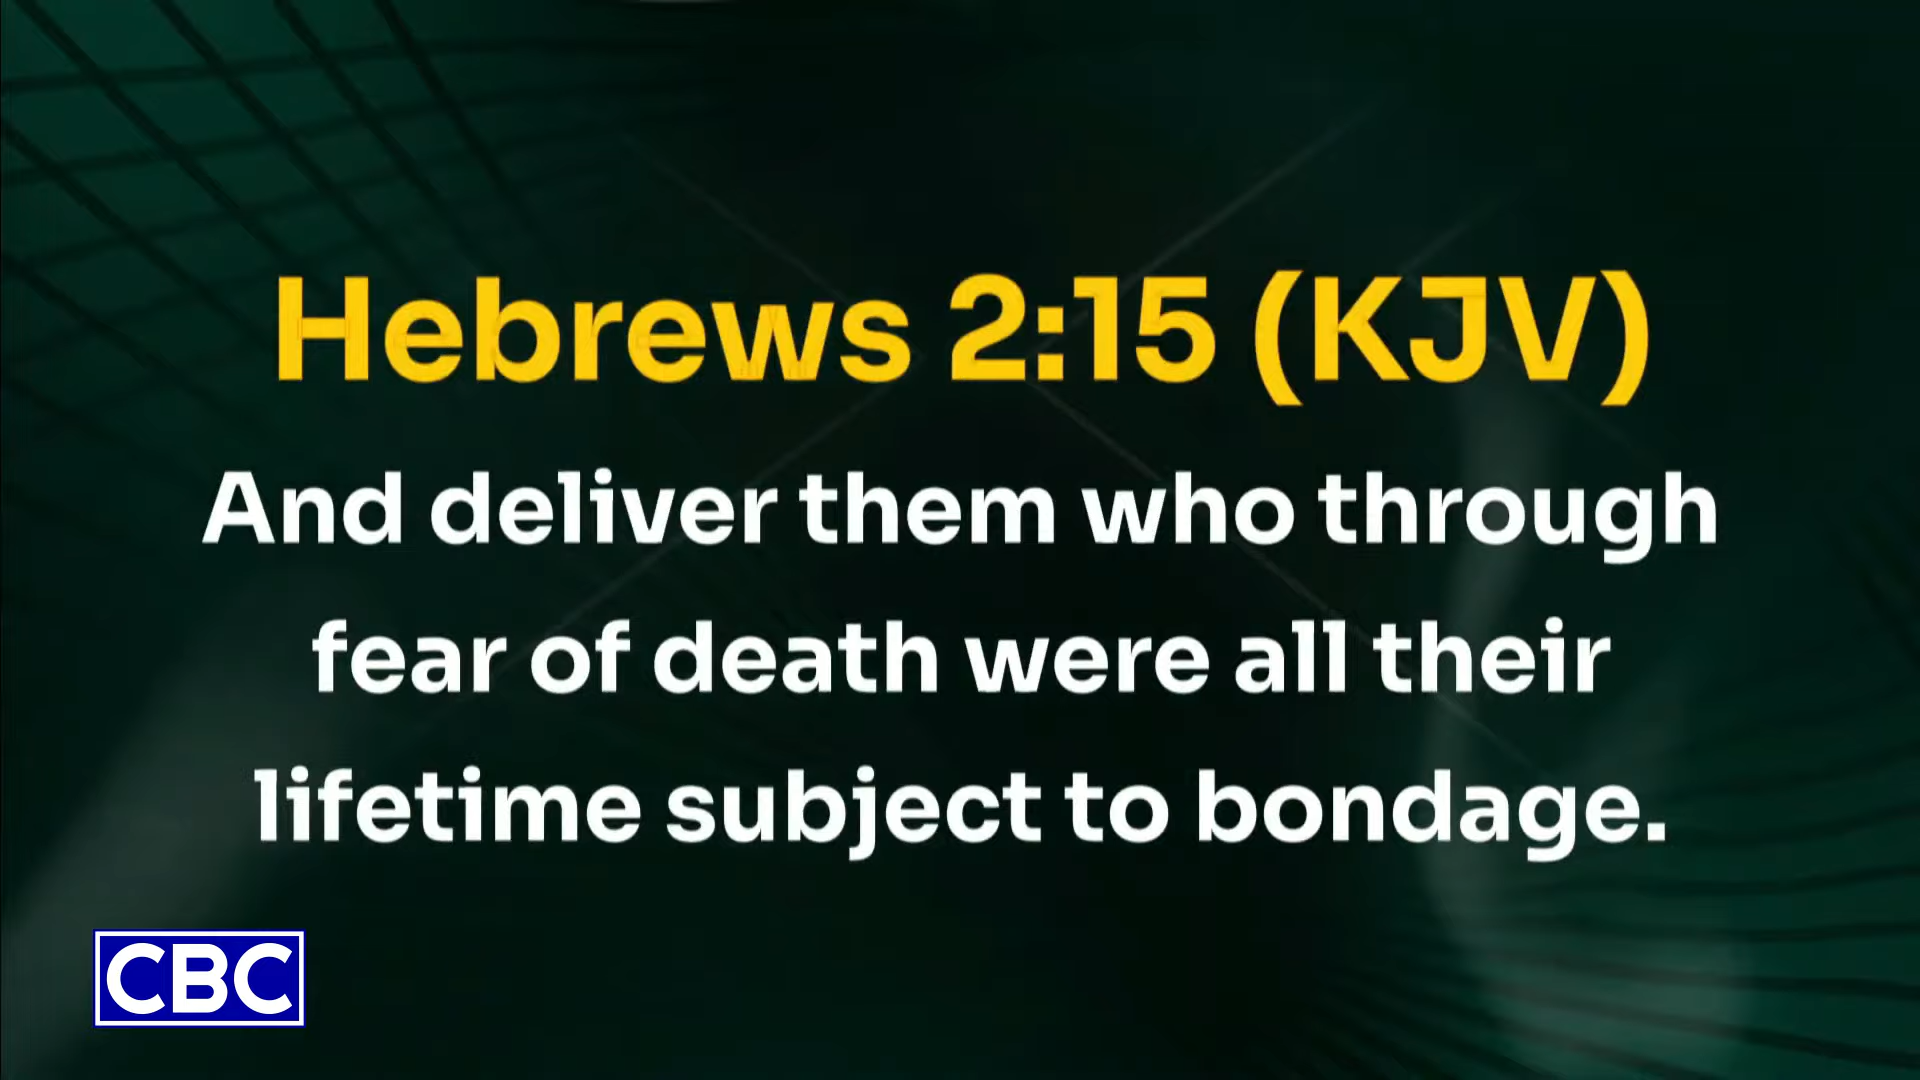 Hebrews 2:15 (KJV)
And deliver them who through
fear of death were all their
lifetime subject to bondage.
CBC